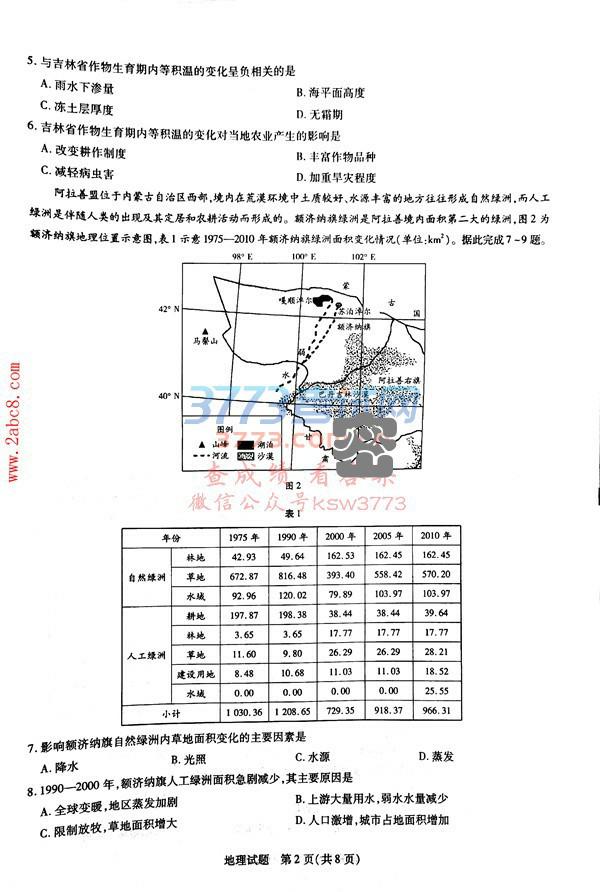 5. 与吉林省作物生育期内等积温的变化呈负相关的是
A. 雨水下渗量
B. 海平面高度
C. 冻土层厚度
D. 无霜期
6. 吉林省作物生育期内等积温的变化对当地农业产生的影响是
A. 改变耕作制度
B. 丰富作物品种
C. 减轻病虫害
D. 加重旱灾程度
阿拉善盟位于内蒙古自治区西部,境内在荒漠环境中土质较好、水源丰富的地方往往形成自然绿洲,而人工
绿洲是伴随人类的出现及其定居和农耕活动而形成的。额济纳旗绿洲是阿拉善境内面积第二大的绿洲,图2为
额济纳旗地理位置示意图,表1示意1975—2010年额济纳旗绿洲面积变化情况(单位:km²)。据此完成7~9题。
98° E 100° E 102° E
蒙
嘎顺淖尔
古
42° N
苏泊淖尔
国
额济纳旗
马鬃山
弱
水
阿拉善右旗
40° N
巴丹吉林沙漠
3773考试网
图例
甘
3773.com
山峰 湖泊
河流 沙漠
肃
查成绩 看答案
图2
微信公众号ksw3773
表1
www.2abc8.com
年份 1975年 1990年 2000年 2005年 2010年
自然绿洲 林地 42.93 49.64 162.53 162.45 162.45
草地 672.87 816.48 393.40 558.42 570.20
水域 92.96 120.02 79.89 103.97 103.97
人工绿洲 耕地 197.87 198.38 38.44 38.44 39.64
林地 3.65 3.65 17.77 17.77 17.77
草地 11.60 9.80 26.29 26.29 28.21
建设用地 8.48 10.68 11.03 11.03 18.52
水域 0.00 0.00 0.00 0.00 25.55
小计 1 030.36 1 208.65 729.35 918.37 966.31
7. 影响额济纳旗自然绿洲内草地面积变化的主要因素是
A. 降水 B. 光照 C. 水源 D. 蒸发
8. 1990—2000年,额济纳旗人工绿洲面积急剧减少,其主要原因是
A. 全球变暖,地区蒸发加剧
B. 上游大量用水,弱水水量减少
C. 限制放牧,草地面积增大
D. 人口激增,城市占地面积增加
地理试题 第2页(共8页)